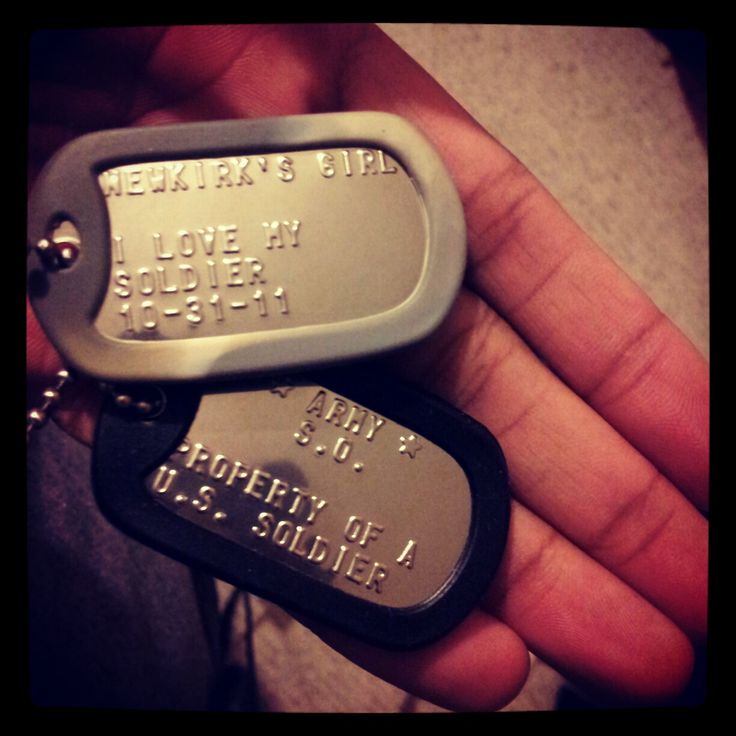 NEWKIRK'S GIRL
I LOVE MY
SOLDIER
10-31-11
☆ ARMY ☆
S.O.
PROPERTY OF A
U.S. SOLDIER